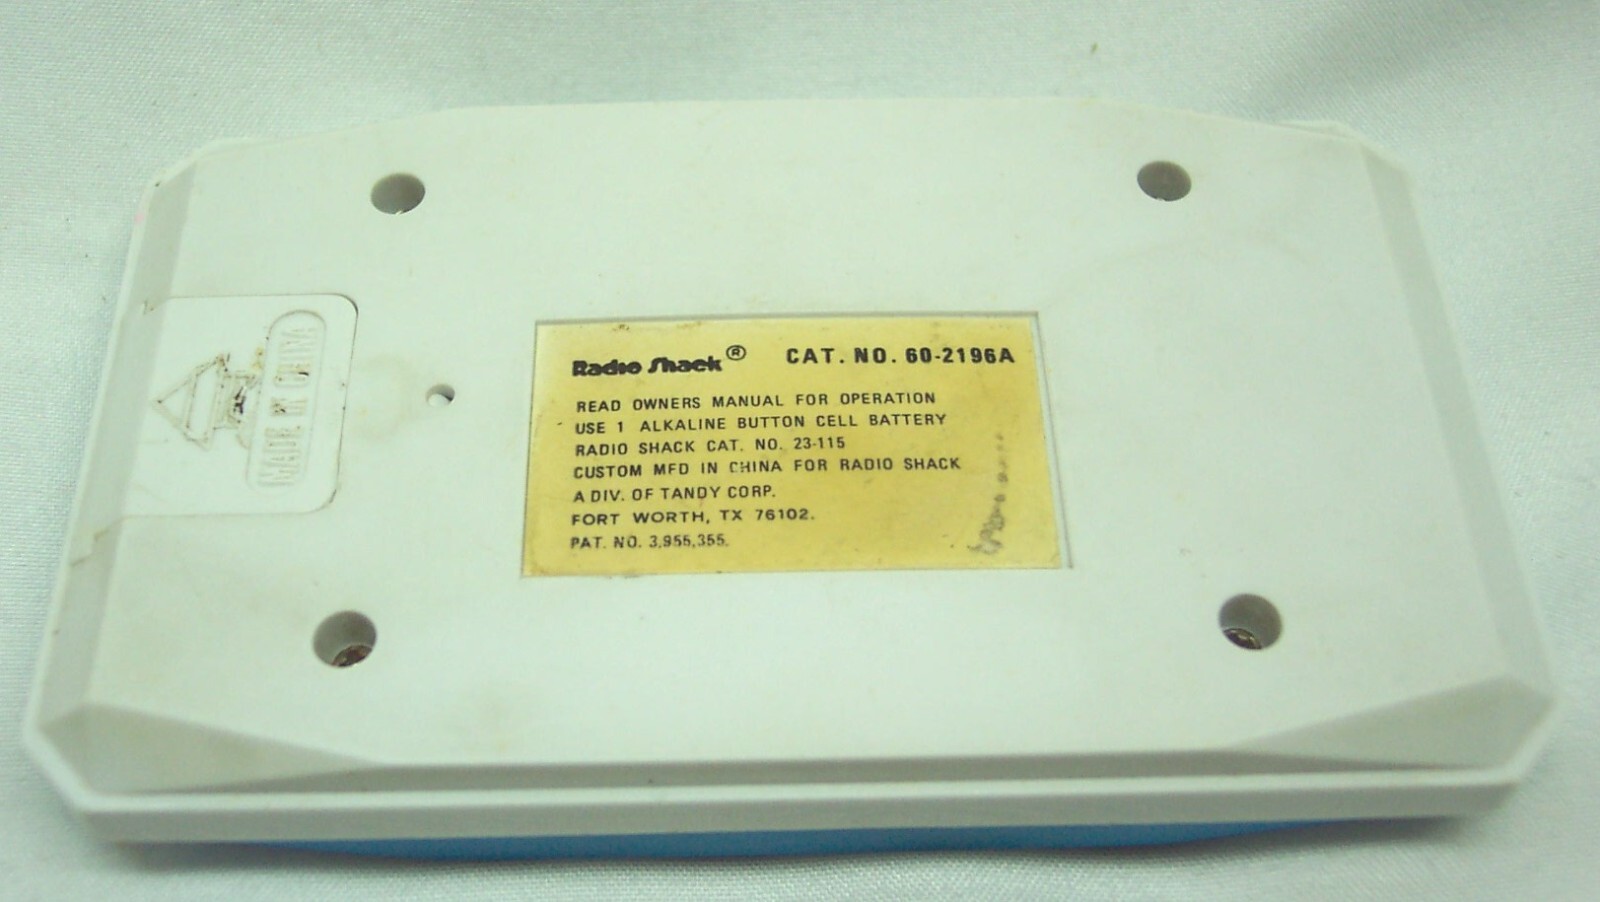 Radio Shack® CAT. NO. 60-2196A
READ OWNERS MANUAL FOR OPERATION
USE 1 ALKALINE BUTTON CELL BATTERY
RADIO SHACK CAT. NO. 23-115
CUSTOM MFD IN CHINA FOR RADIO SHACK
A DIV. OF TANDY CORP.
FORT WORTH, TX 76102.
PAT. NO. 3,955,355.
MADE IN CHINA